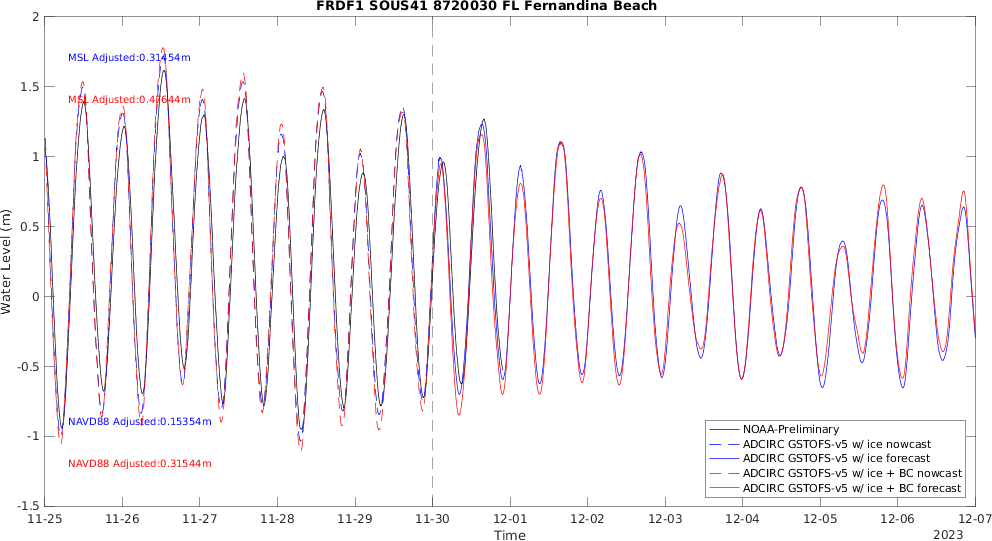 FRDF1 SOUS41 8720030 FL Fernandina Beach
MSL Adjusted:0.31454m
MSL Adjusted:0.47644m
NAVD88 Adjusted:0.15354m
NAVD88 Adjusted:0.31544m
Water Level (m)
2
1.5
1
0.5
0
-0.5
-1
-1.5
NOAA-Preliminary
ADCIRC GSTOFS-v5 w/ ice nowcast
ADCIRC GSTOFS-v5 w/ ice forecast
ADCIRC GSTOFS-v5 w/ ice + BC nowcast
ADCIRC GSTOFS-v5 w/ ice + BC forecast
11-25 11-26 11-27 11-28 11-29 11-30 12-01 12-02 12-03 12-04 12-05 12-06 12-07
Time
2023